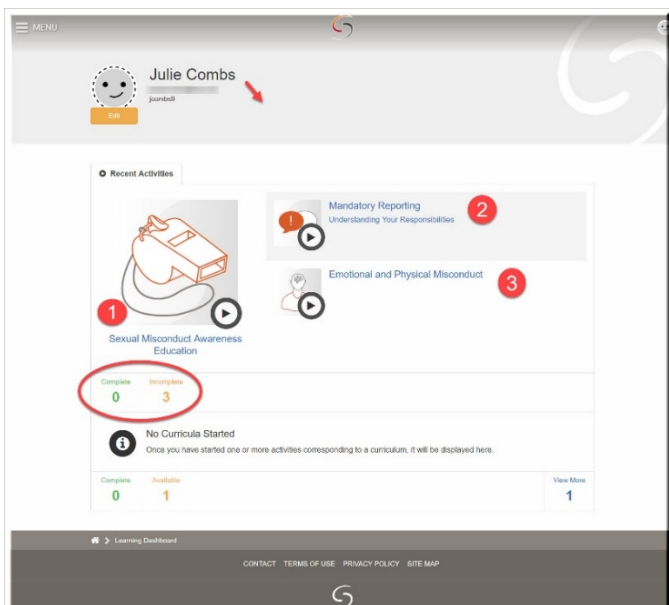 MENU
Julie Combs
Edit
Recent Activities
Mandatory Reporting
Understanding Your Responsibilities
2
Emotional and Physical Misconduct
3
1
Sexual Misconduct Awareness
Education
Complete Incomplete
0 3
No Curricula Started
Once you have started one or more activities corresponding to a curriculum, it will be displayed here.
Complete Available View More
0 1 1
Learning Dashboard
CONTACT TERMS OF USE PRIVACY POLICY SITE MAP